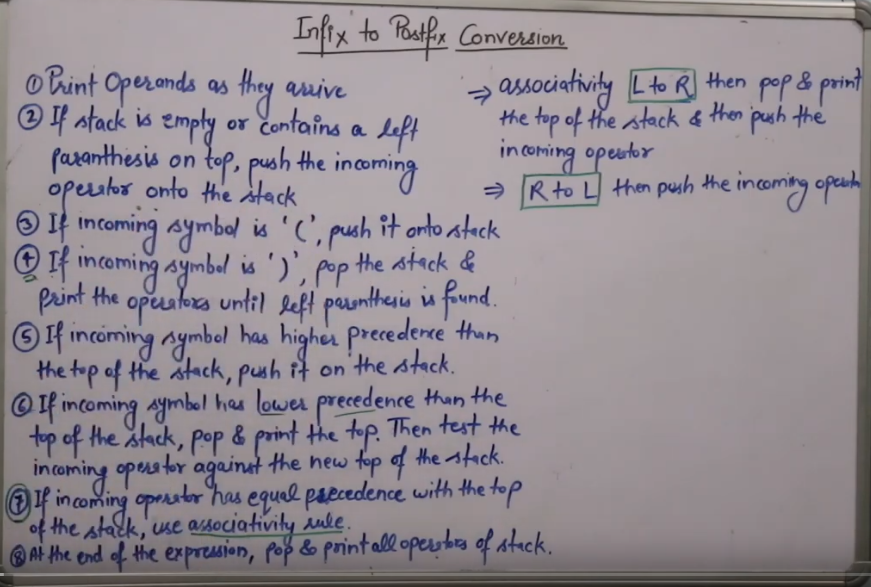 Infix to Postfix Conversion
① Print Operands as they arrive
② If stack is empty or contains a left
paranthesis on top, push the incoming
operator onto the stack
③ If incoming symbol is '(', push it onto stack
④ If incoming symbol is ')', pop the stack &
print the operators until left parenthesis is found.
⑤ If incoming symbol has higher precedence than
the top of the stack, push it on the stack.
⑥ If incoming symbol has lower precedence than the
top of the stack, pop & print the top. Then test the
incoming operator against the new top of the stack.
⑦ If incoming operator has equal precedence with the top
of the stack, use associativity rule.
⑧ At the end of the expression, pop & print all operators of stack.
⇒ associativity L to R then pop & print
the top of the stack & then push the
incoming opeator
⇒ R to L then push the incoming